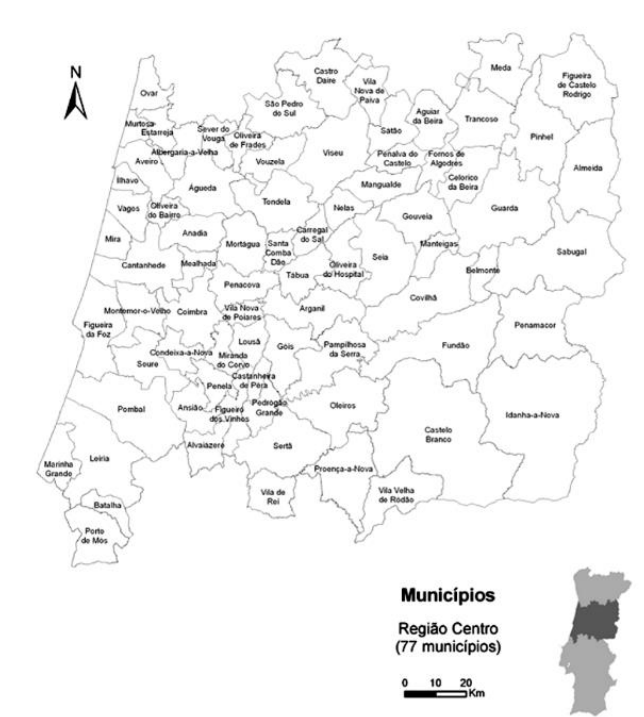 N
Ovar
Castro
Daire
Vila
Nova de
Paiva
Meda
Figueira
de Castelo
Rodrigo
São Pedro
do Sul
Aguiar
da Beira
Trancoso
Murtosa
Estarreja
Sever do
Vouga
Oliveira
de Frades
Satão
Pinhel
Albergaria-a-Velha
Aveiro
Vouzela
Viseu
Penalva do
Castelo
Fornos de
Algodres
Almeida
Ílhavo
Águeda
Mangualde
Celorico
da Beira
Vagos
Oliveira
do Bairro
Tondela
Nelas
Gouveia
Guarda
Mira
Anadia
Mortágua
Santa
Comba
Dão
Carregal
do Sal
Seia
Manteigas
Sabugal
Cantanhede
Mealhada
Tábua
Oliveira
do Hospital
Belmonte
Penacova
Covilhã
Montemor-o-Velho
Coimbra
Vila Nova
de Poiares
Arganil
Figueira
da Foz
Penamacor
Lousã
Gois
Pampilhosa
da Serra
Fundão
Condeixa-a-Nova
Soure
Miranda
do Corvo
Castanheira
de Pera
Penela
Pombal
Ansião
Figueiro
dos Vinhos
Pedrógão
Grande
Oleiros
Castelo
Branco
Idanha-a-Nova
Alvaiázere
Sertã
Leiria
Marinha
Grande
Proença-a-Nova
Vila de
Rei
Vila Velha
de Ródão
Batalha
Porto
de Mós
Municípios
Região Centro
(77 municípios)
0 10 20
Km